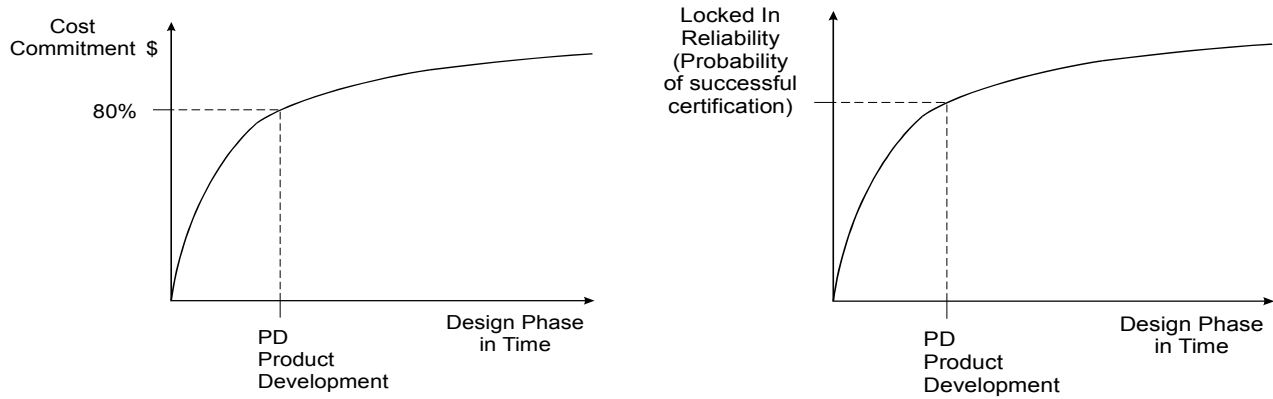 Cost
Commitment $
80%
PD
Product
Development
Design Phase
in Time
Locked In
Reliability
(Probability
of successful
certification)
PD
Product
Development
Design Phase
in Time